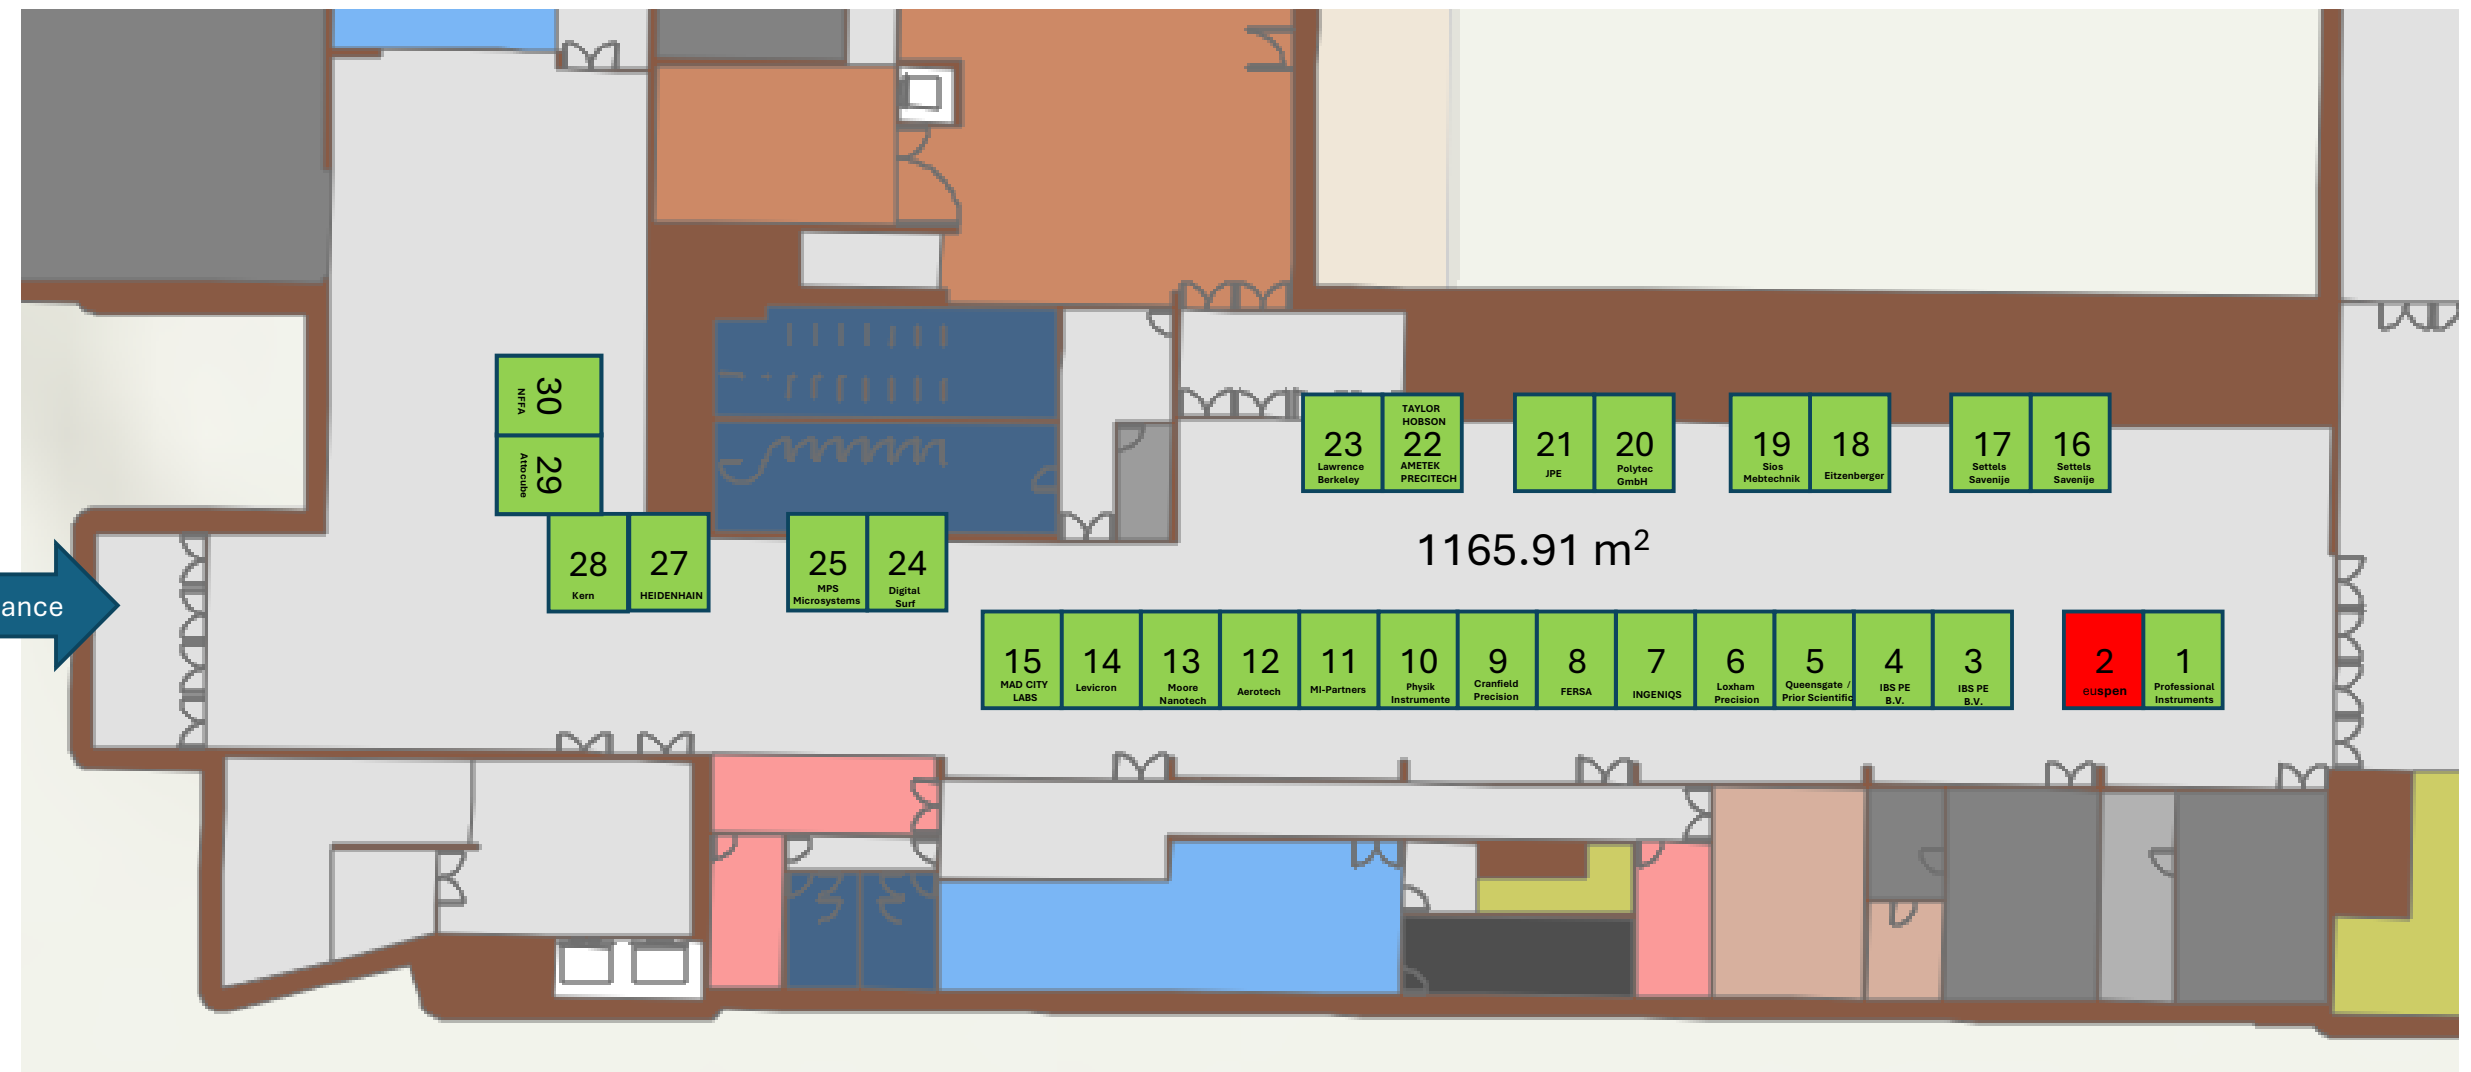 30
NFFA
29
Attocube
28
Kern
27
HEIDENHAIN
25
MPS
Microsystems
24
Digital
Surf
23
Lawrence
Berkeley
TAYLOR
HOBSON
22
AMETEK
PRECITECH
21
JPE
20
Polytec
GmbH
19
Sios
Mebtechnik
18
Eitzenberger
17
Settels
Savenije
16
Settels
Savenije
1165.91 m²
ance
15
MAD CITY
LABS
14
Levicron
13
Moore
Nanotech
12
Aerotech
11
MI-Partners
10
Physik
Instrumente
9
Cranfield
Precision
8
FERSA
7
INGENIQS
6
Loxham
Precision
5
Queensgate /
Prior Scientific
4
IBS PE
B.V.
3
IBS PE
B.V.
2
euspen
1
Professional
Instruments